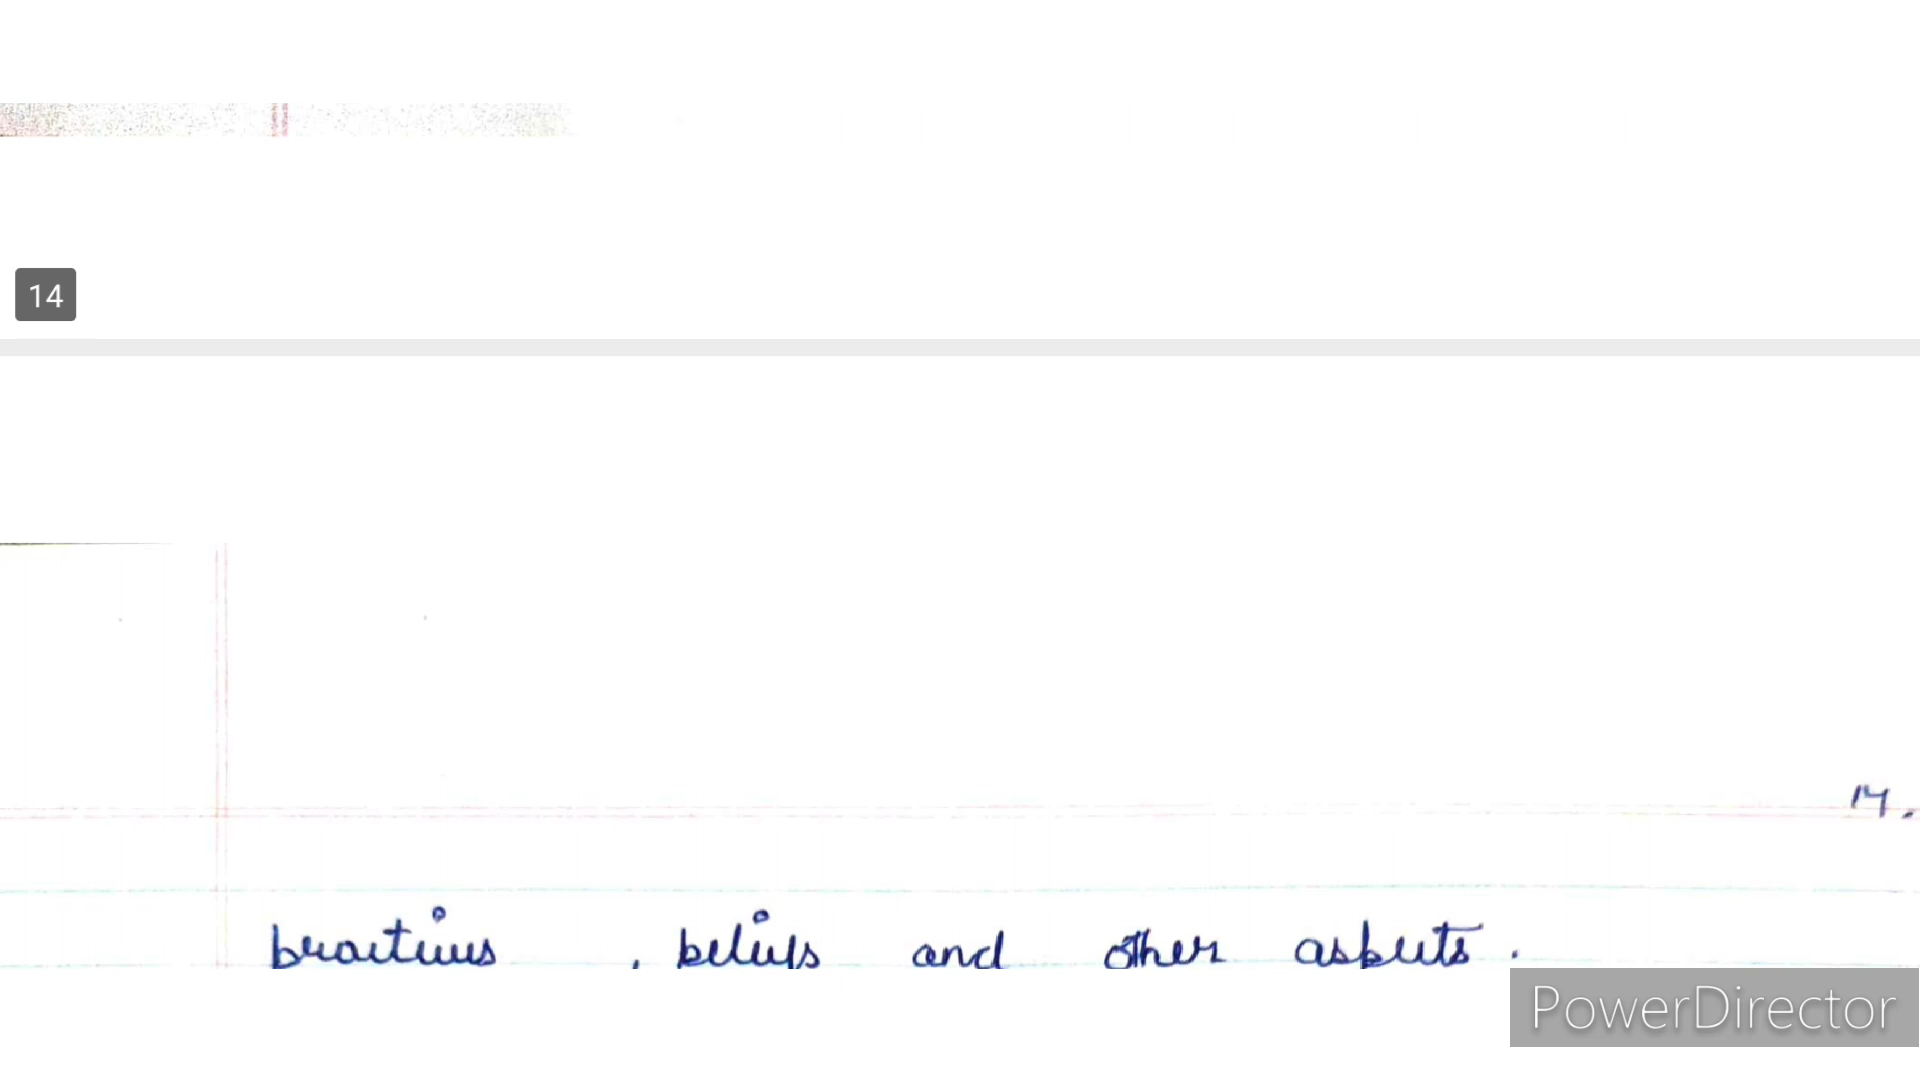 14
14.
practices , beliefs and other aspects .
PowerDirector